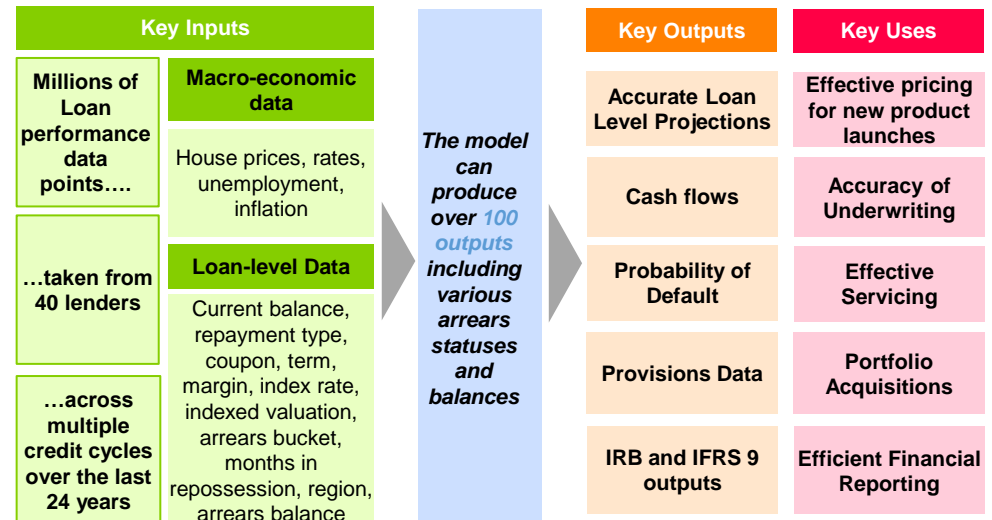 Key Inputs
Millions of
Loan
performance
data
points….
…taken from
40 lenders
…across
multiple
credit cycles
over the last
24 years
Macro-economic
data
House prices, rates,
unemployment,
inflation
Loan-level Data
Current balance,
repayment type,
coupon, term,
margin, index rate,
indexed valuation,
arrears bucket,
months in
repossession, region,
arrears balance
The model
can
produce
over 100
outputs
including
various
arrears
statuses
and
balances
Key Outputs
Accurate Loan
Level Projections
Cash flows
Probability of
Default
Provisions Data
IRB and IFRS 9
outputs
Key Uses
Effective pricing
for new product
launches
Accuracy of
Underwriting
Effective
Servicing
Portfolio
Acquisitions
Efficient Financial
Reporting